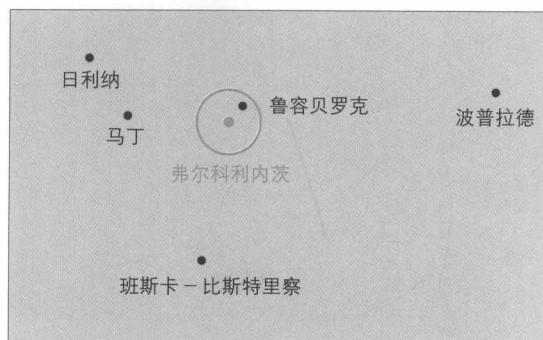 日利纳
鲁容贝罗克
波普拉德
马丁
弗尔科利内茨
班斯卡－比斯特里察